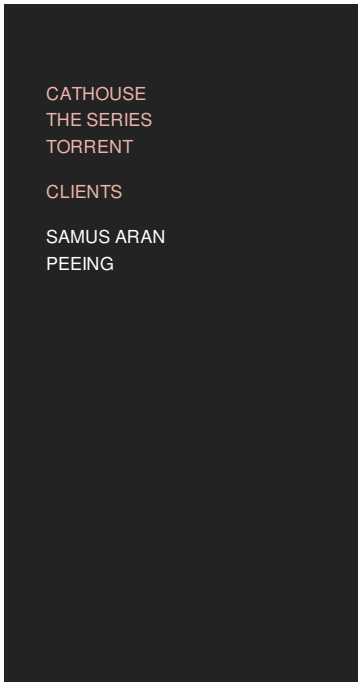 CATHOUSE
THE SERIES
TORRENT
CLIENTS
SAMUS ARAN
PEEING